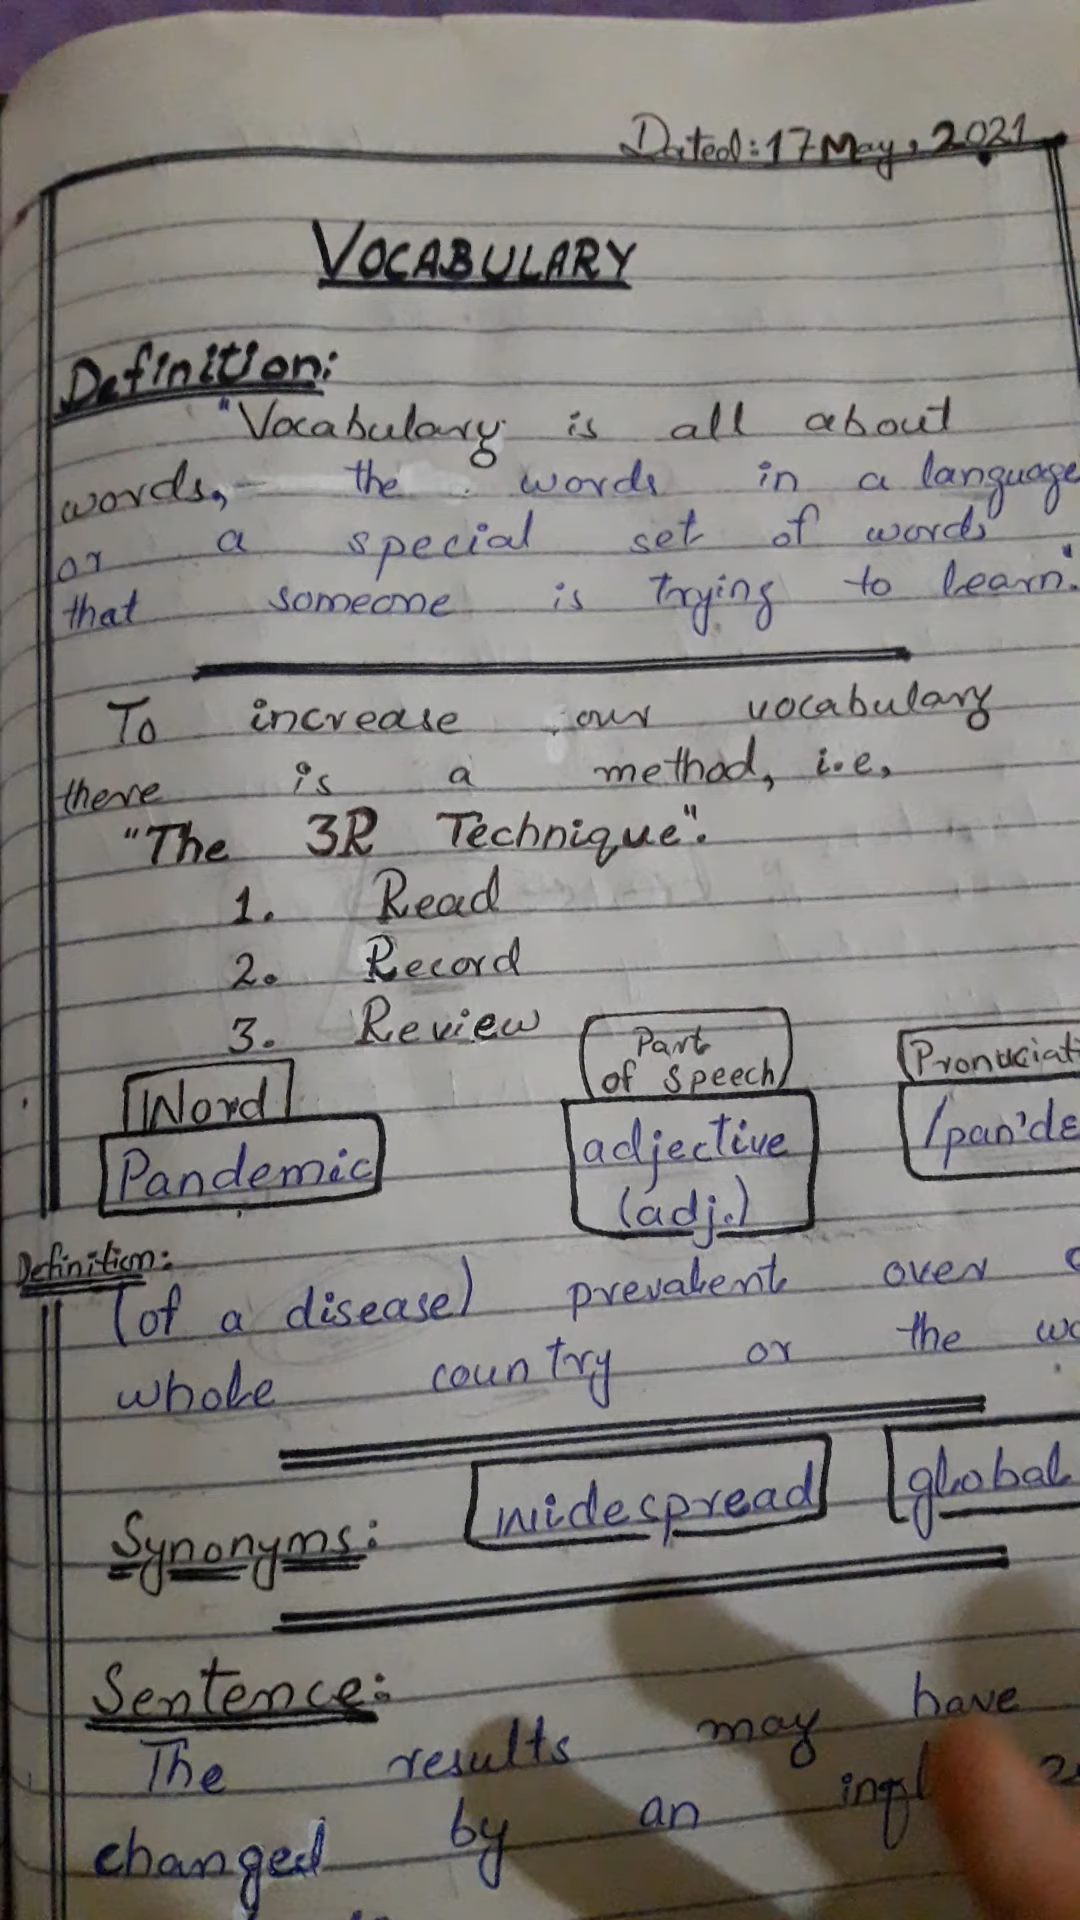 Dated: 17 May, 2021
VOCABULARY
Definition:
"Vocabulary is all about
words, the words in a language
or a special set of words
that someone is trying to learn."
To increase our vocabulary
there is a method, i.e,
"The 3R Technique".
1. Read
2. Record
3. Review
Word Part of Speech Pronuciati
Pandemic adjective (adj.) /pan'dɛ
Definition:
(of a disease) prevalent over
whole country or the
Synonyms: widespread global
Sentence:
The results may have
changed by an